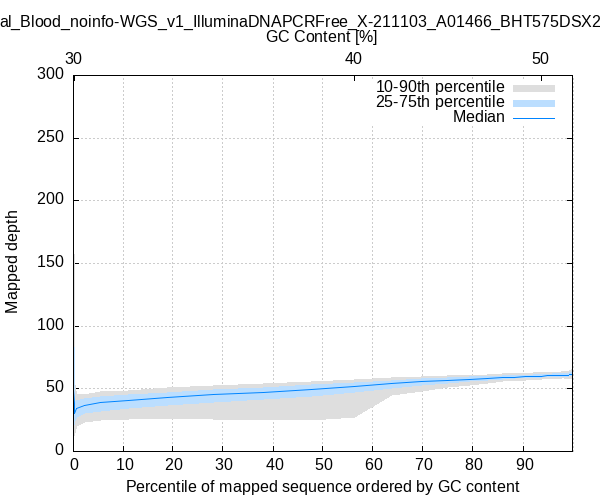 al_Blood_noinfo-WGS_v1_IlluminaDNAPCRFree_X-211103_A01466_BHT575DSX2
GC Content [%]
30 40 50
300
250
200
150
100
50
0
10-90th percentile
25-75th percentile
Median
Mapped depth
0 10 20 30 40 50 60 70 80 90
Percentile of mapped sequence ordered by GC content